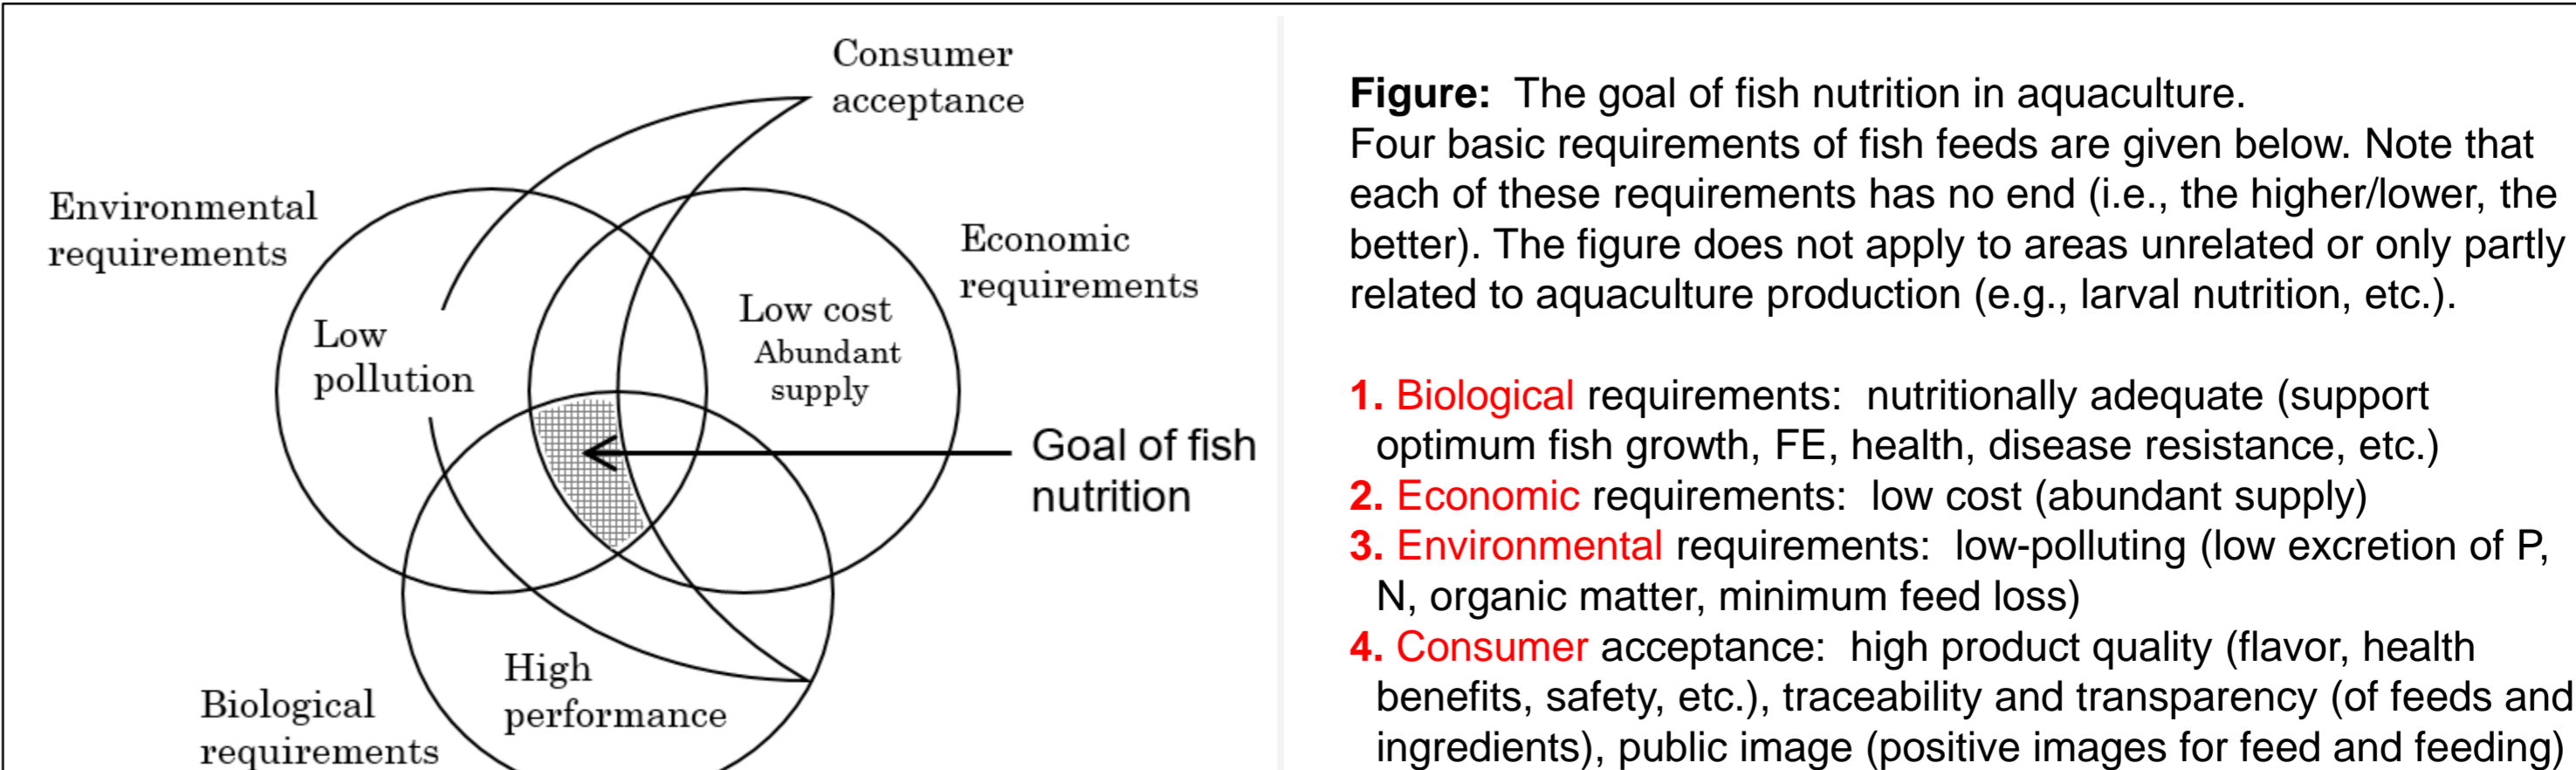 Consumer
acceptance
Environmental
requirements
Economic
requirements
Low cost
Abundant
supply
Low
pollution
Goal of fish
nutrition
High
performance
Biological
requirements
Figure: The goal of fish nutrition in aquaculture.
Four basic requirements of fish feeds are given below. Note that
each of these requirements has no end (i.e., the higher/lower, the
better). The figure does not apply to areas unrelated or only partly
related to aquaculture production (e.g., larval nutrition, etc.).
1. Biological requirements: nutritionally adequate (support
optimum fish growth, FE, health, disease resistance, etc.)
2. Economic requirements: low cost (abundant supply)
3. Environmental requirements: low-polluting (low excretion of P,
N, organic matter, minimum feed loss)
4. Consumer acceptance: high product quality (flavor, health
benefits, safety, etc.), traceability and transparency (of feeds and
ingredients), public image (positive images for feed and feeding)